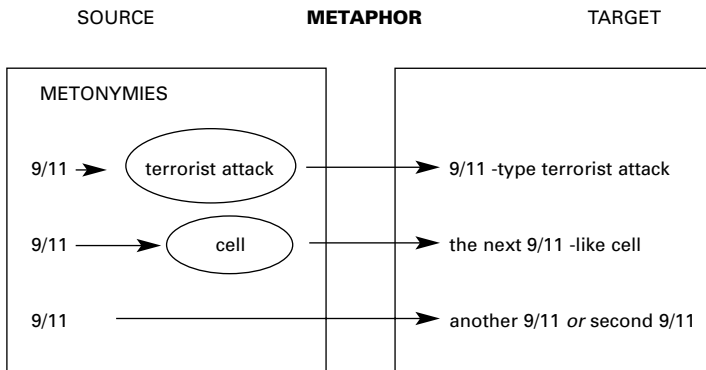 SOURCE METAPHOR TARGET
METONYMIES
9/11 terrorist attack 9/11 -type terrorist attack
9/11 cell the next 9/11 -like cell
9/11 another 9/11 or second 9/11